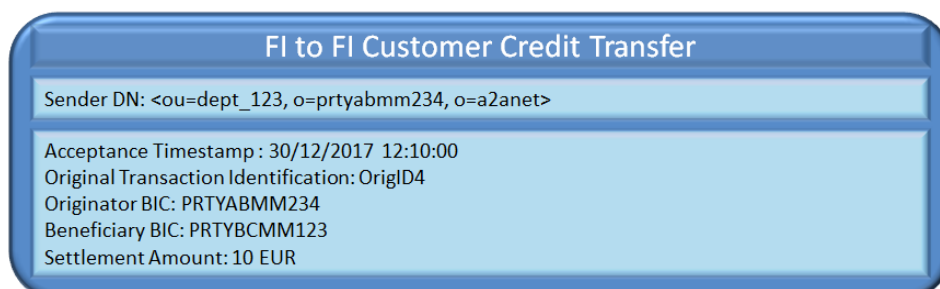 FI to FI Customer Credit Transfer
Sender DN: <ou=dept_123, o=prtyabmm234, o=a2anet>
Acceptance Timestamp : 30/12/2017 12:10:00
Original Transaction Identification: OrigID4
Originator BIC: PRTYABMM234
Beneficiary BIC: PRTYBCMM123
Settlement Amount: 10 EUR